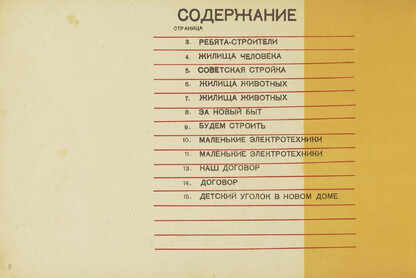 СОДЕРЖАНИЕ
СТРАНИЦА
3. РЕБЯТА-СТРОИТЕЛИ
4. ЖИЛИЩА ЧЕЛОВЕКА
5. СОВЕТСКАЯ СТРОЙКА
6. ЖИЛИЩА ЖИВОТНЫХ
7. ЖИЛИЩА ЖИВОТНЫХ
8. ЗА НОВЫЙ БЫТ
9. БУДЕМ СТРОИТЬ
10. МАЛЕНЬКИЕ ЭЛЕКТРОТЕХНИКИ
11. МАЛЕНЬКИЕ ЭЛЕКТРОТЕХНИКИ
13. НАШ ДОГОВОР
14. ДОГОВОР
15. ДЕТСКИЙ УГОЛОК В НОВОМ ДОМЕ
2